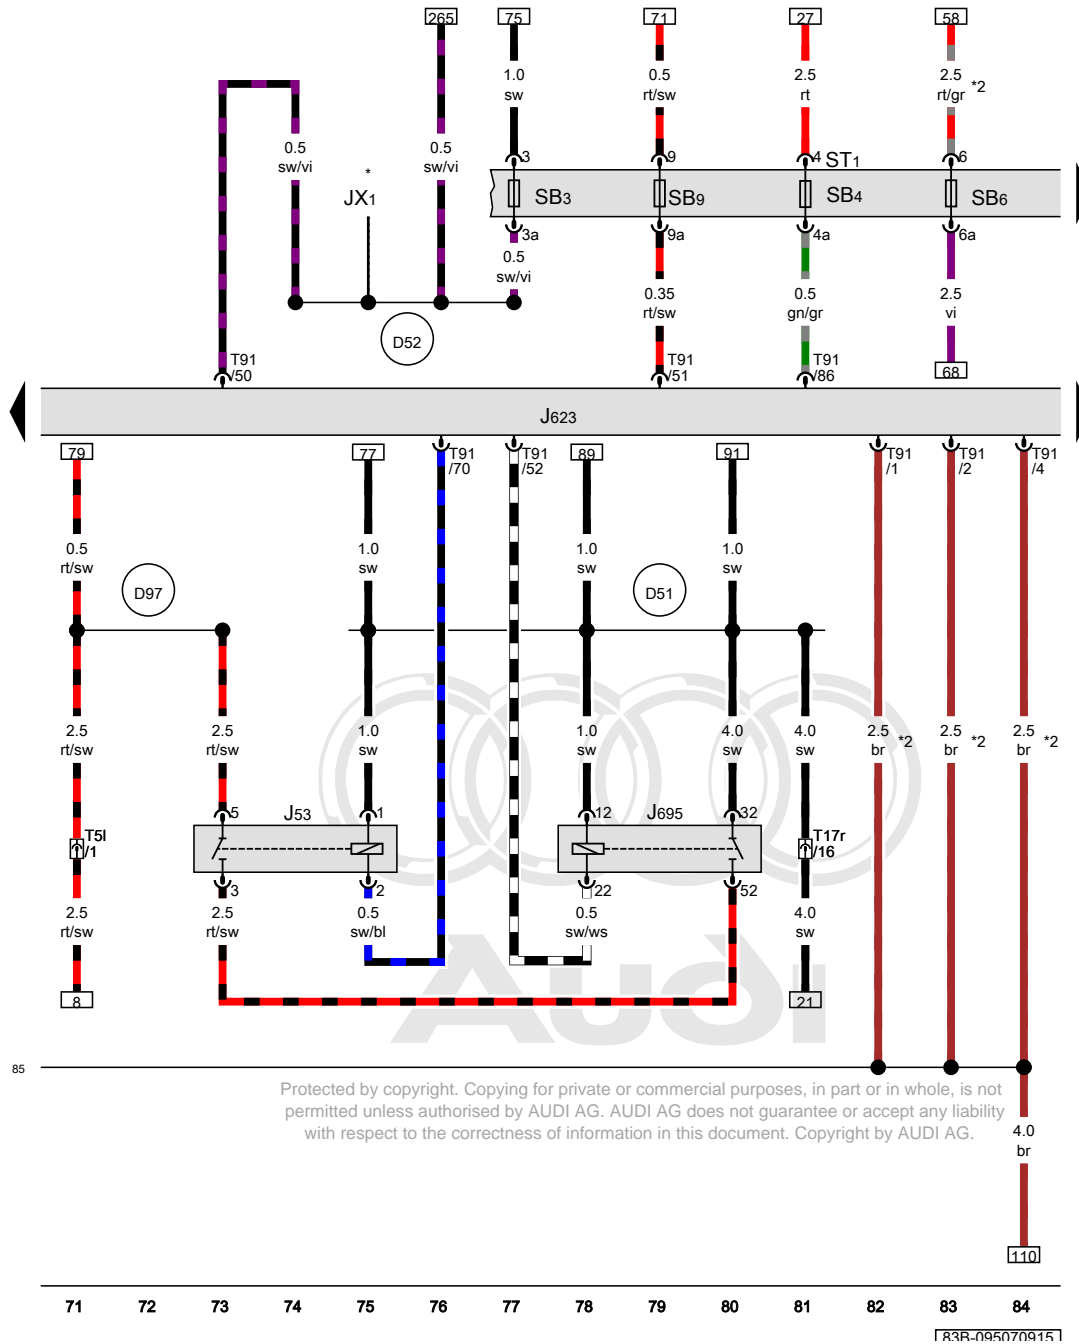 265 75 71 27 58
1.0 0.5 2.5 2.5
sw rt/sw rt rt/gr *2
0.5 0.5
sw/vi sw/vi
3 9 4 ST1 6
*
JX1 SB3 SB9 SB4 SB6
3a 9a 4a 6a
0.5
sw/vi
0.35 0.5 2.5
rt/sw gn/gr vi
D52
T91 T91 T91
/50 /51 /86 68
J623
79 77 T91 T91 89 91 T91 T91 T91
/70 /52 /1 /2 /4
0.5 1.0 1.0 1.0
rt/sw sw sw sw
D97 D51
2.5 2.5 1.0 1.0 4.0 4.0 2.5 2.5 2.5
rt/sw rt/sw sw sw sw sw br *2 br *2 br *2
5 J53 1 12 J695 32
T5l T17r
/1 /16
3 2 22 52
2.5 2.5 0.5 0.5 4.0
rt/sw rt/sw sw/bl sw/ws sw
8 21
Audi
85
Protected by copyright. Copying for private or commercial purposes, in part or in whole, is not
permitted unless authorised by AUDI AG. AUDI AG does not guarantee or accept any liability
with respect to the correctness of information in this document. Copyright by AUDI AG.
4.0
br
110
71 72 73 74 75 76 77 78 79 80 81 82 83 84
83B-095070915